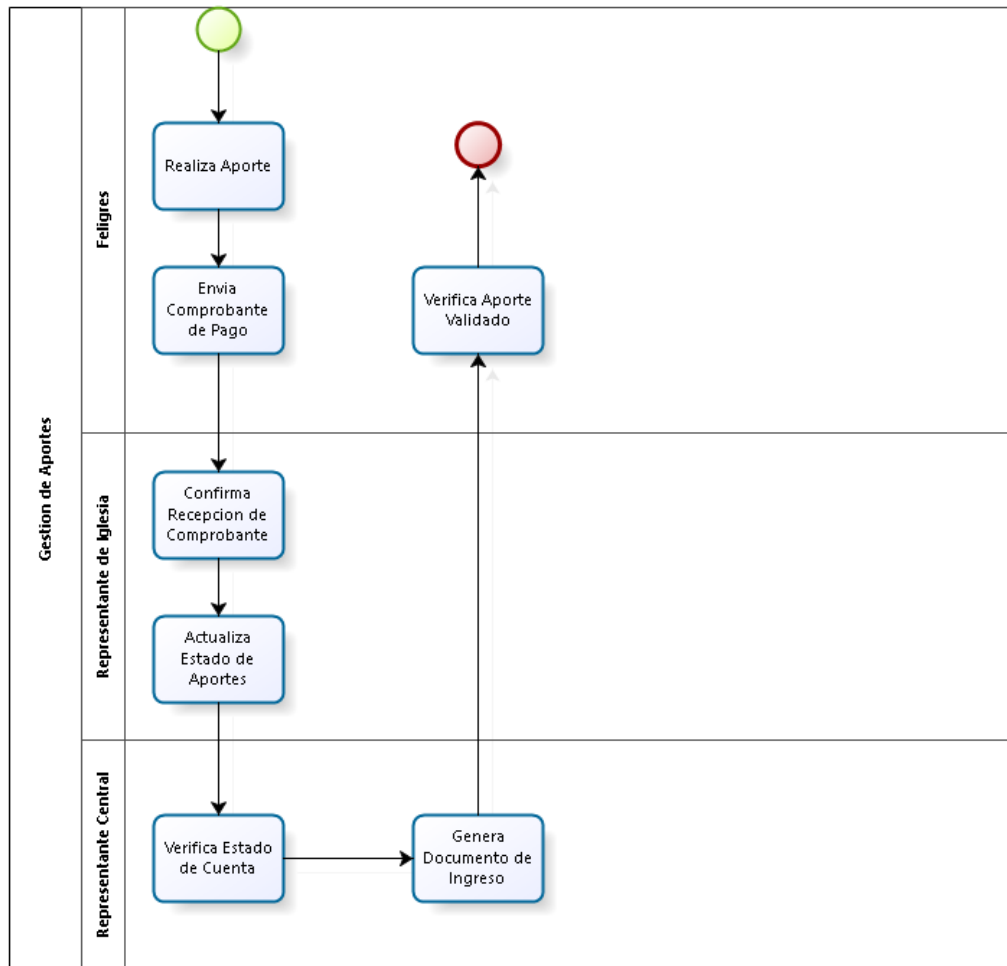 Gestion de Aportes
Feligres
Realiza Aporte
Envia
Comprobante
de Pago
Verifica Aporte
Validado
Representante de Iglesia
Confirma
Recepcion de
Comprobante
Actualiza
Estado de
Aportes
Representante Central
Verifica Estado
de Cuenta
Genera
Documento de
Ingreso